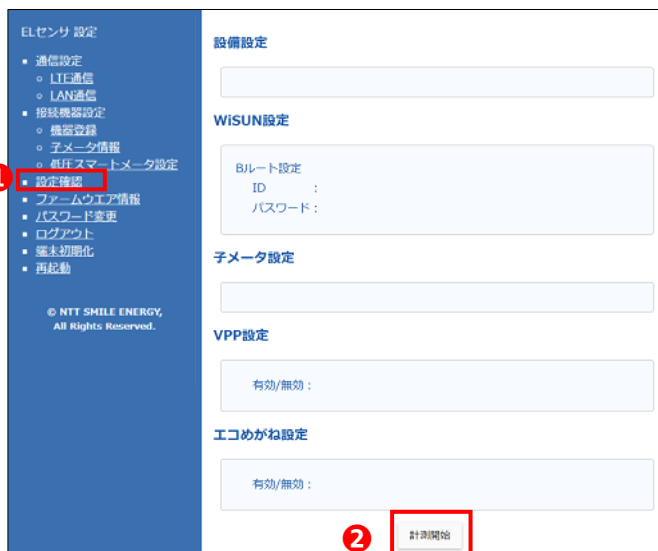 ELセンサ 設定
通信設定
LTE通信
LAN通信
接続機器設定
機器登録
子メータ情報
低圧スマートメータ設定
❶
設定確認
ファームウエア情報
パスワード変更
ログアウト
端末初期化
再起動
© NTT SMILE ENERGY,
All Rights Reserved.
設備設定
WiSUN設定
Bルート設定
ID :
パスワード :
子メータ設定
VPP設定
有効/無効 :
エコめがね設定
有効/無効 :
❷
計測開始